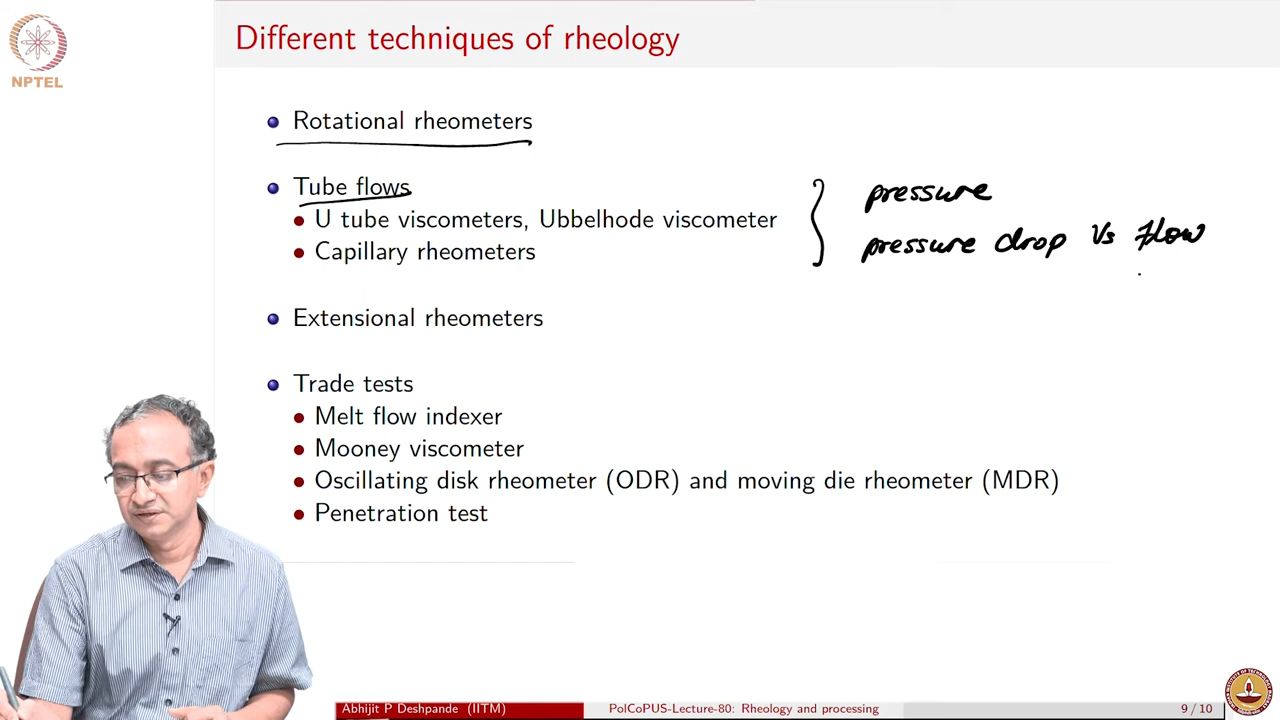 Different techniques of rheology
NPTEL
Rotational rheometers
Tube flows
U tube viscometers, Ubbelhode viscometer
Capillary rheometers
pressure
pressure drop Vs flow
Extensional rheometers
Trade tests
Melt flow indexer
Mooney viscometer
Oscillating disk rheometer (ODR) and moving die rheometer (MDR)
Penetration test
Abhijit P Deshpande (IITM) PolCoPUS-Lecture-80: Rheology and processing 9 / 10